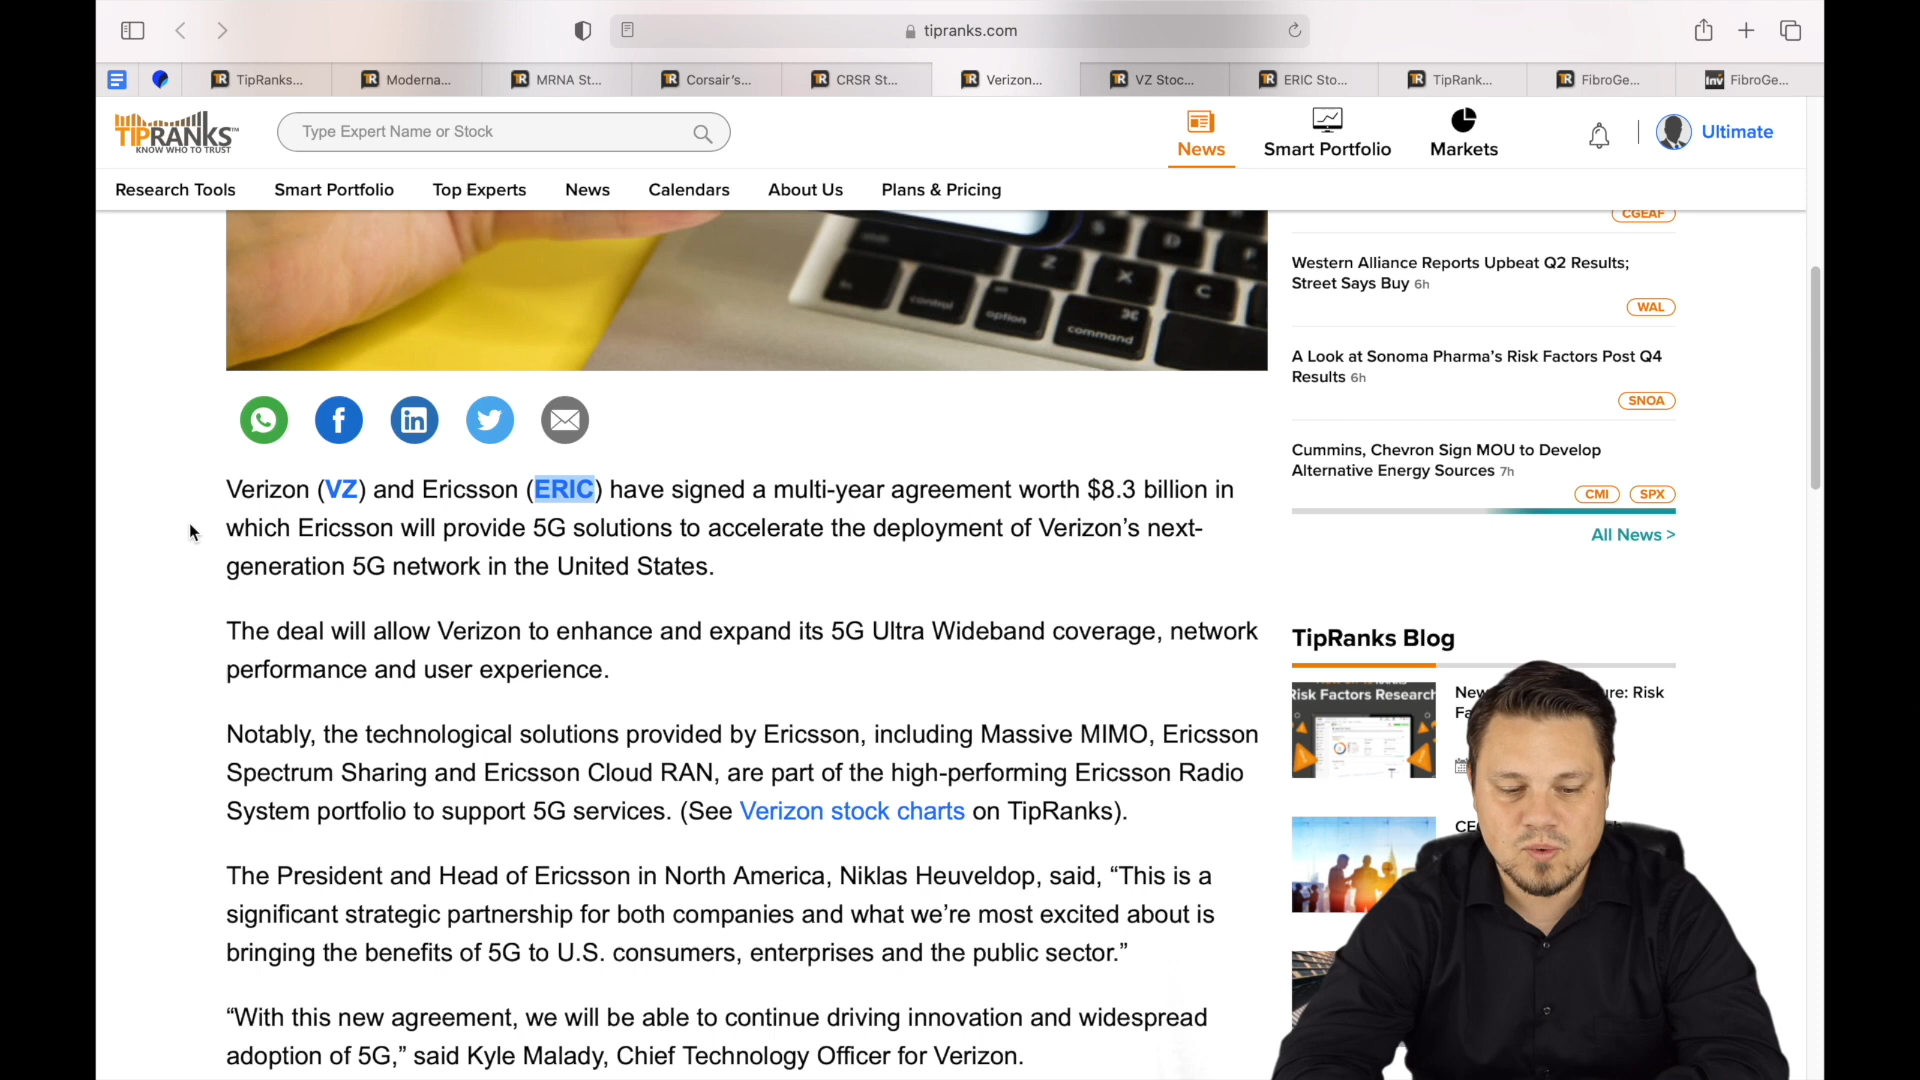 tipranks.com
TipRanks...
Moderna...
MRNA St...
Corsair's...
CRSR St...
Verizon...
VZ Stoc...
ERIC Sto...
TipRank...
FibroGe...
Inv FibroGe...
TIPRANKS™
KNOW WHO TO TRUST
Type Expert Name or Stock
News
Smart Portfolio
Markets
Ultimate
Research Tools
Smart Portfolio
Top Experts
News
Calendars
About Us
Plans & Pricing
Z X C
control option command
⌘
Verizon (VZ) and Ericsson (ERIC) have signed a multi-year agreement worth $8.3 billion in
which Ericsson will provide 5G solutions to accelerate the deployment of Verizon’s next-
generation 5G network in the United States.
The deal will allow Verizon to enhance and expand its 5G Ultra Wideband coverage, network
performance and user experience.
Notably, the technological solutions provided by Ericsson, including Massive MIMO, Ericsson
Spectrum Sharing and Ericsson Cloud RAN, are part of the high-performing Ericsson Radio
System portfolio to support 5G services. (See Verizon stock charts on TipRanks).
The President and Head of Ericsson in North America, Niklas Heuveldop, said, “This is a
significant strategic partnership for both companies and what we’re most excited about is
bringing the benefits of 5G to U.S. consumers, enterprises and the public sector.”
“With this new agreement, we will be able to continue driving innovation and widespread
adoption of 5G,” said Kyle Malady, Chief Technology Officer for Verizon.
CGEAF
Western Alliance Reports Upbeat Q2 Results;
Street Says Buy 6h
WAL
A Look at Sonoma Pharma’s Risk Factors Post Q4
Results 6h
SNOA
Cummins, Chevron Sign MOU to Develop
Alternative Energy Sources 7h
CMI SPX
All News >
TipRanks Blog
Risk Factors Research
Risk